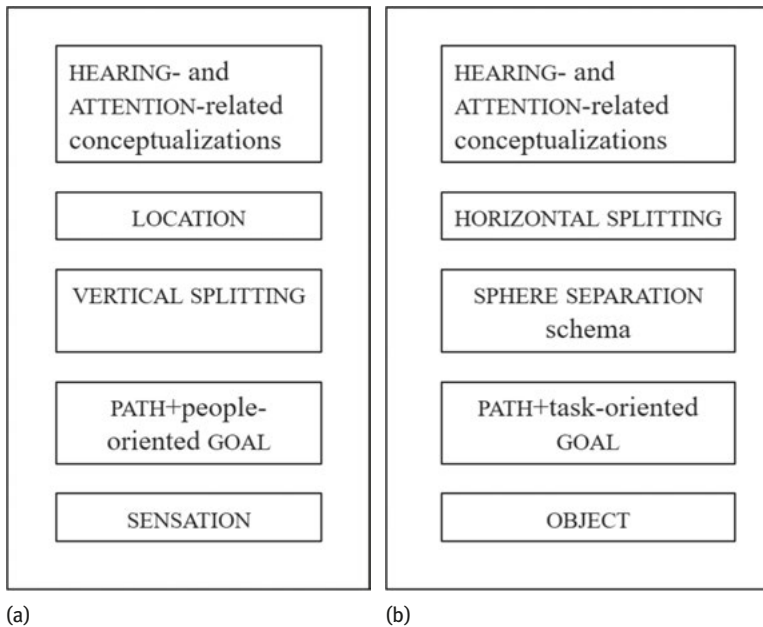 HEARING- and
ATTENTION-related
conceptualizations
LOCATION
VERTICAL SPLITTING
PATH+people-
oriented GOAL
SENSATION
(a)
HEARING- and
ATTENTION-related
conceptualizations
HORIZONTAL SPLITTING
SPHERE SEPARATION
schema
PATH+task-oriented
GOAL
OBJECT
(b)